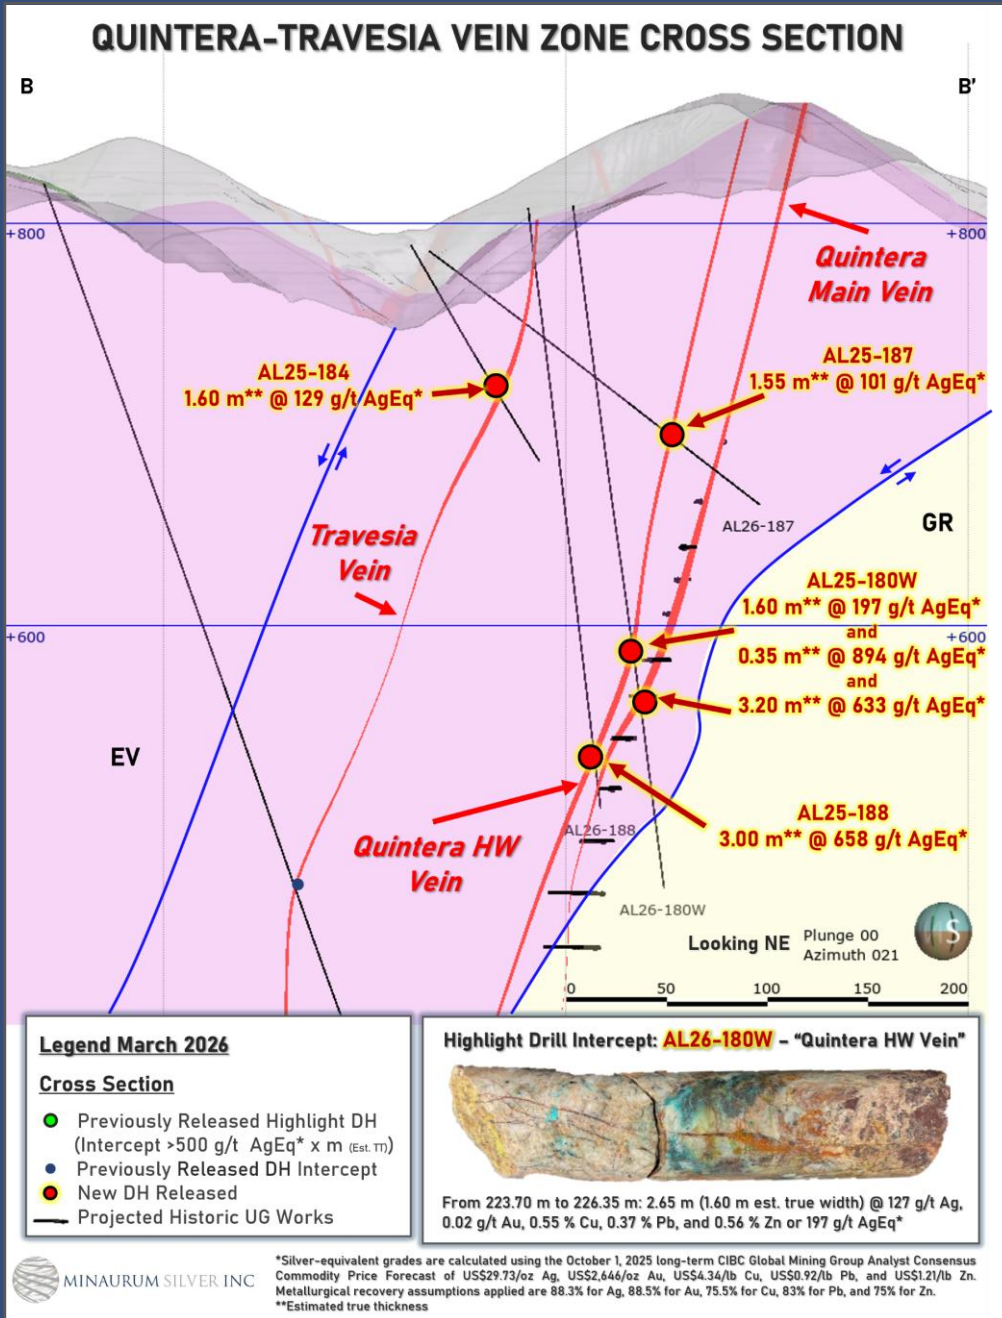 QUINTERA-TRAVESIA VEIN ZONE CROSS SECTION
B
B'
+800
+800
Quintera
Main Vein
AL25-184
1.60 m** @ 129 g/t AgEq*
AL25-187
1.55 m** @ 101 g/t AgEq*
AL26-187
GR
Travesia
Vein
AL25-180W
1.60 m** @ 197 g/t AgEq*
and
0.35 m** @ 894 g/t AgEq*
and
3.20 m** @ 633 g/t AgEq*
+600
+600
EV
AL25-188
3.00 m** @ 658 g/t AgEq*
AL26-188
Quintera HW
Vein
AL26-180W
Looking NE
Plunge 00
Azimuth 021
S
0 50 100 150 200
Legend March 2026
Cross Section
Previously Released Highlight DH
(Intercept >500 g/t AgEq* x m (Est. TT))
Previously Released DH Intercept
New DH Released
Projected Historic UG Works
Highlight Drill Intercept: AL26-180W – “Quintera HW Vein”
From 223.70 m to 226.35 m: 2.65 m (1.60 m est. true width) @ 127 g/t Ag,
0.02 g/t Au, 0.55 % Cu, 0.37 % Pb, and 0.56 % Zn or 197 g/t AgEq*
MINAURUM SILVER INC
*Silver-equivalent grades are calculated using the October 1, 2025 long-term CIBC Global Mining Group Analyst Consensus
Commodity Price Forecast of US$29.73/oz Ag, US$2,646/oz Au, US$4.34/lb Cu, US$0.92/lb Pb, and US$1.21/lb Zn.
Metallurgical recovery assumptions applied are 88.3% for Ag, 88.5% for Au, 75.5% for Cu, 83% for Pb, and 75% for Zn.
**Estimated true thickness